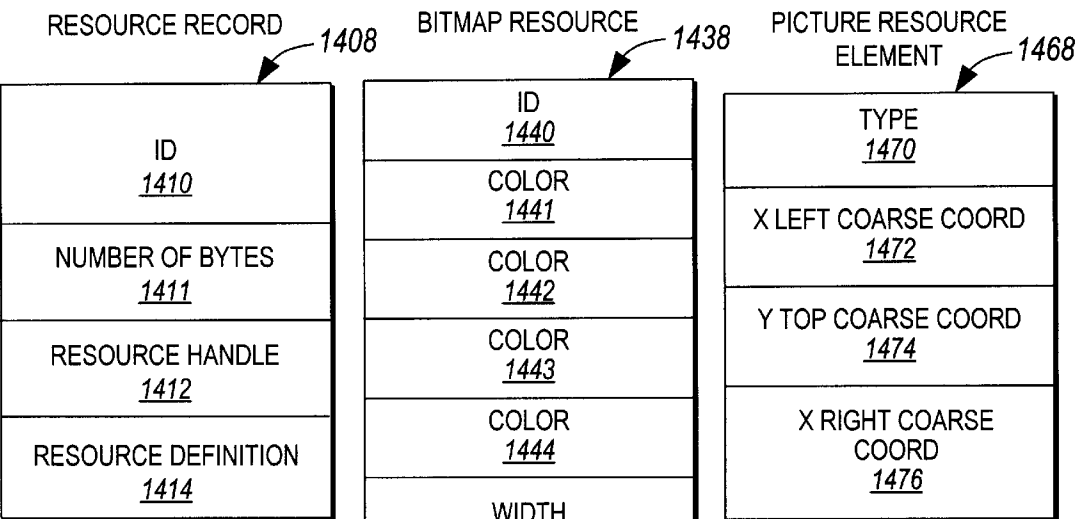 RESOURCE RECORD
1408
ID
1410
NUMBER OF BYTES
1411
RESOURCE HANDLE
1412
RESOURCE DEFINITION
1414
BITMAP RESOURCE
1438
ID
1440
COLOR
1441
COLOR
1442
COLOR
1443
COLOR
1444
WIDTH
PICTURE RESOURCE
ELEMENT
1468
TYPE
1470
X LEFT COARSE COORD
1472
Y TOP COARSE COORD
1474
X RIGHT COARSE
COORD
1476